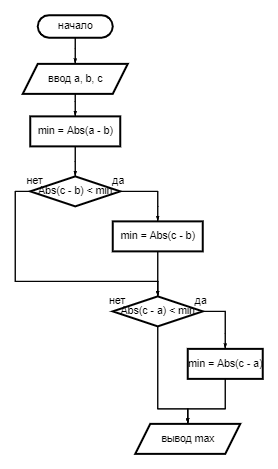 начало
ввод a, b, c
min = Abs(a - b)
нет
да
Abs(c - b) < min
min = Abs(c - b)
нет
да
Abs(c - a) < min
min = Abs(c - a)
вывод max